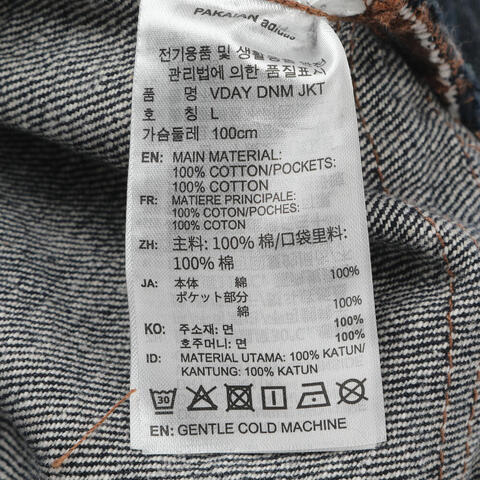 PAKAIAN adidas
전기용품 및 생활용품 안전
관리법에 의한 품질표시
품 명 VDAY DNM JKT
호 칭 L
가슴둘레 100cm
EN: MAIN MATERIAL:
100% COTTON/POCKETS:
100% COTTON
FR: MATIERE PRINCIPALE:
100% COTON/POCHES:
100% COTON
ZH: 主料: 100% 棉/口袋里料:
100% 棉
JA: 本体 綿 100%
ポケット部分
綿 100%
KO: 주소재: 면 100%
호주머니: 면 100%
ID: MATERIAL UTAMA: 100% KATUN/
KANTUNG: 100% KATUN
30
EN: GENTLE COLD MACHINE